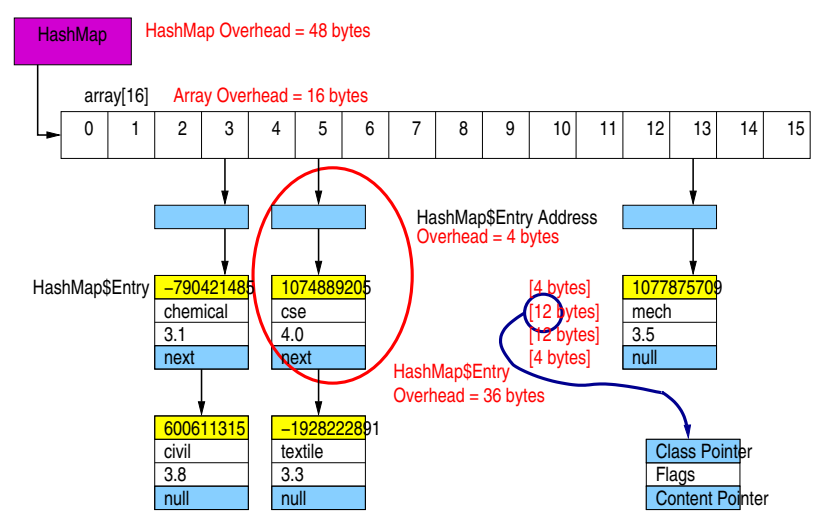 HashMap
HashMap Overhead = 48 bytes
array[16]
Array Overhead = 16 bytes
0 1 2 3 4 5 6 7 8 9 10 11 12 13 14 15
HashMap$Entry Address
Overhead = 4 bytes
HashMap$Entry
−790421485
chemical
3.1
next
1074889205
cse
4.0
next
[4 bytes]
[12 bytes]
[12 bytes]
[4 bytes]
1077875709
mech
3.5
null
HashMap$Entry
Overhead = 36 bytes
600611315
civil
3.8
null
−1928222891
textile
3.3
null
Class Pointer
Flags
Content Pointer